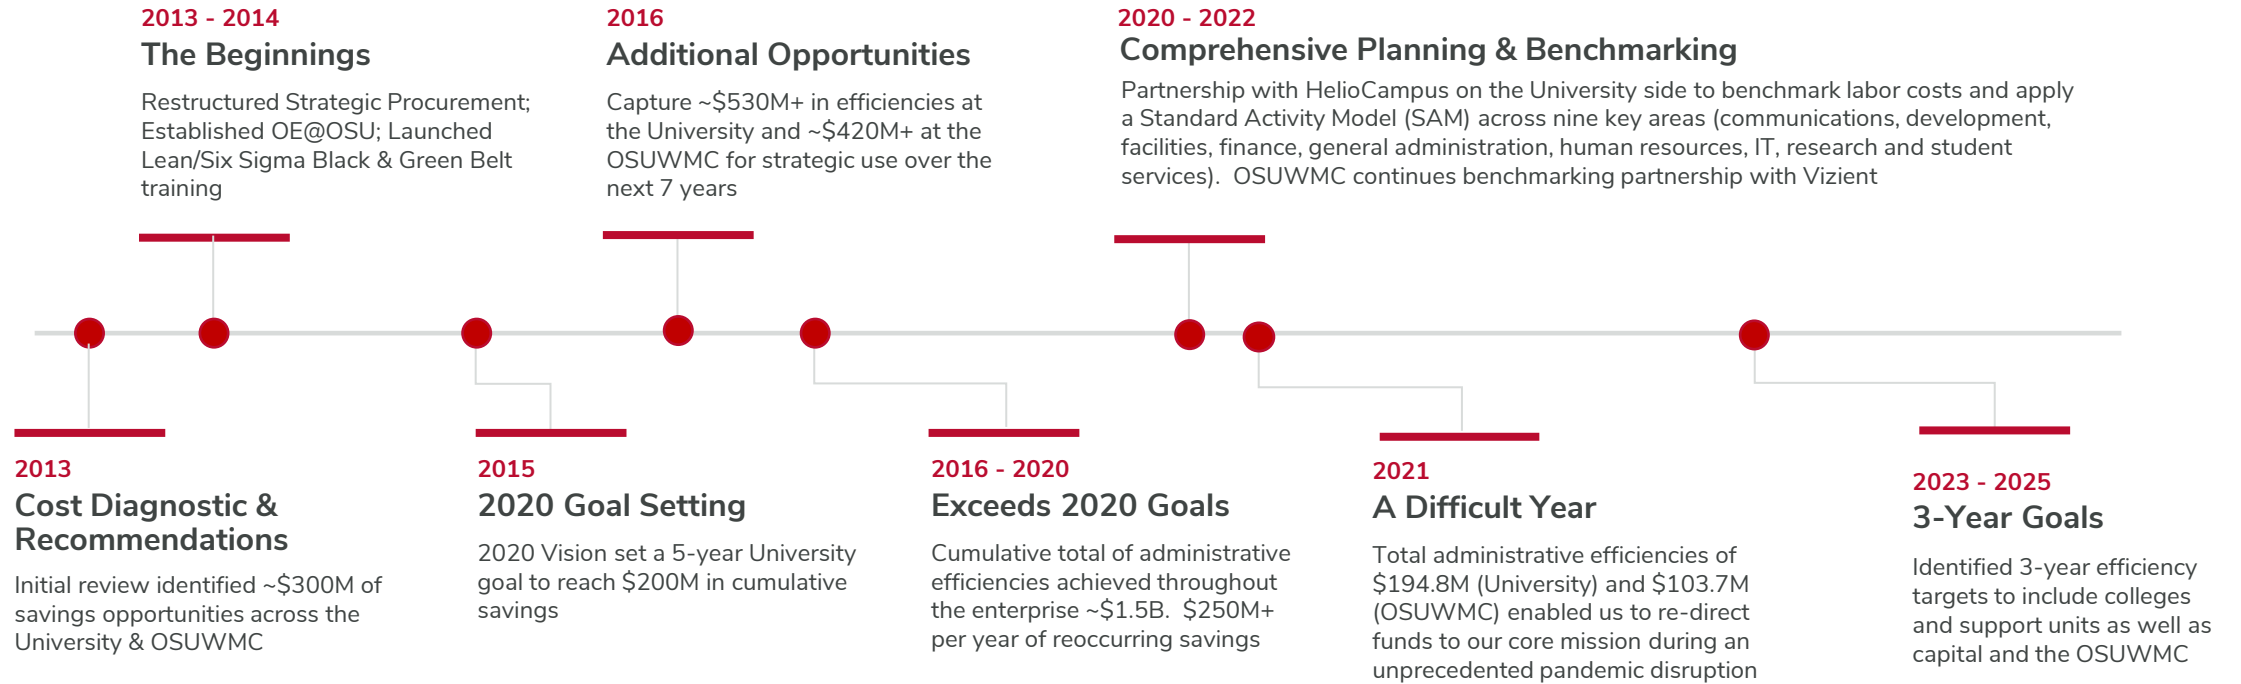 2013 - 2014
The Beginnings
Restructured Strategic Procurement;
Established OE@OSU; Launched
Lean/Six Sigma Black & Green Belt
training
2016
Additional Opportunities
Capture ~$530M+ in efficiencies at
the University and ~$420M+ at the
OSUWMC for strategic use over the
next 7 years
2020 - 2022
Comprehensive Planning & Benchmarking
Partnership with HelioCampus on the University side to benchmark labor costs and apply
a Standard Activity Model (SAM) across nine key areas (communications, development,
facilities, finance, general administration, human resources, IT, research and student
services).  OSUWMC continues benchmarking partnership with Vizient
2013
Cost Diagnostic &
Recommendations
Initial review identified ~$300M of
savings opportunities across the
University & OSUWMC
2015
2020 Goal Setting
2020 Vision set a 5-year University
goal to reach $200M in cumulative
savings
2016 - 2020
Exceeds 2020 Goals
Cumulative total of administrative
efficiencies achieved throughout
the enterprise ~$1.5B.  $250M+
per year of reoccurring savings
2021
A Difficult Year
Total administrative efficiencies of
$194.8M (University) and $103.7M
(OSUWMC) enabled us to re-direct
funds to our core mission during an
unprecedented pandemic disruption
2023 - 2025
3-Year Goals
Identified 3-year efficiency
targets to include colleges
and support units as well as
capital and the OSUWMC